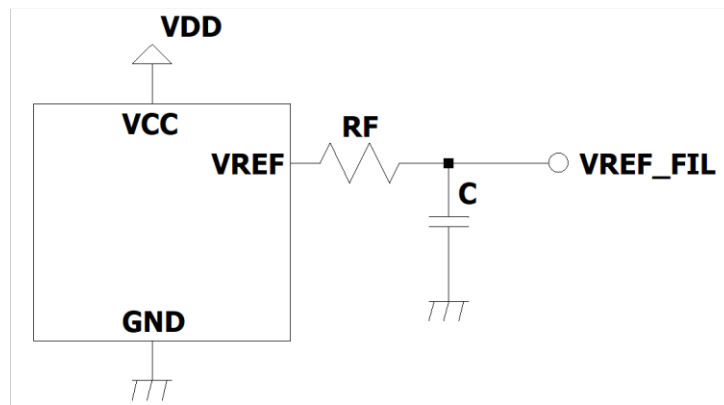 VDD
VCC
RF
VREF
VREF_FIL
C
GND